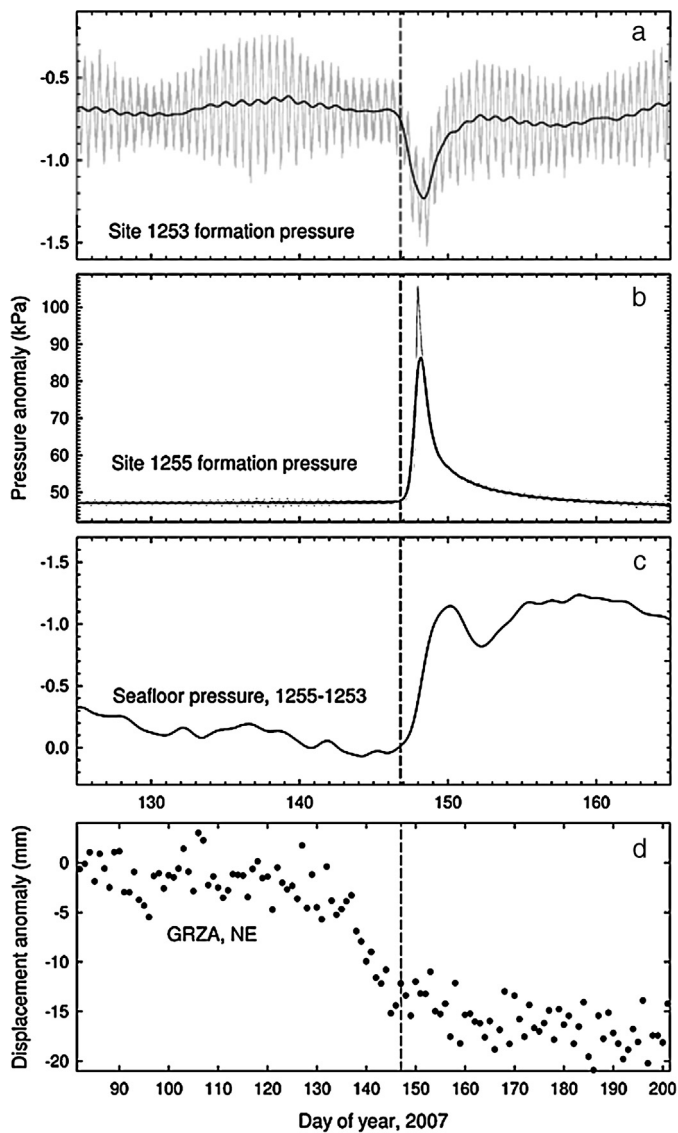 a
-0.5
-1.0
-1.5
Site 1253 formation pressure
b
100
90
80
70
60
50
Site 1255 formation pressure
Pressure anomaly (kPa)
c
-1.5
-1.0
-0.5
0.0
Seafloor pressure, 1255-1253
130 140 150 160
d
0
-5
-10
-15
-20
GRZA, NE
Displacement anomaly (mm)
90 100 110 120 130 140 150 160 170 180 190 200
Day of year, 2007